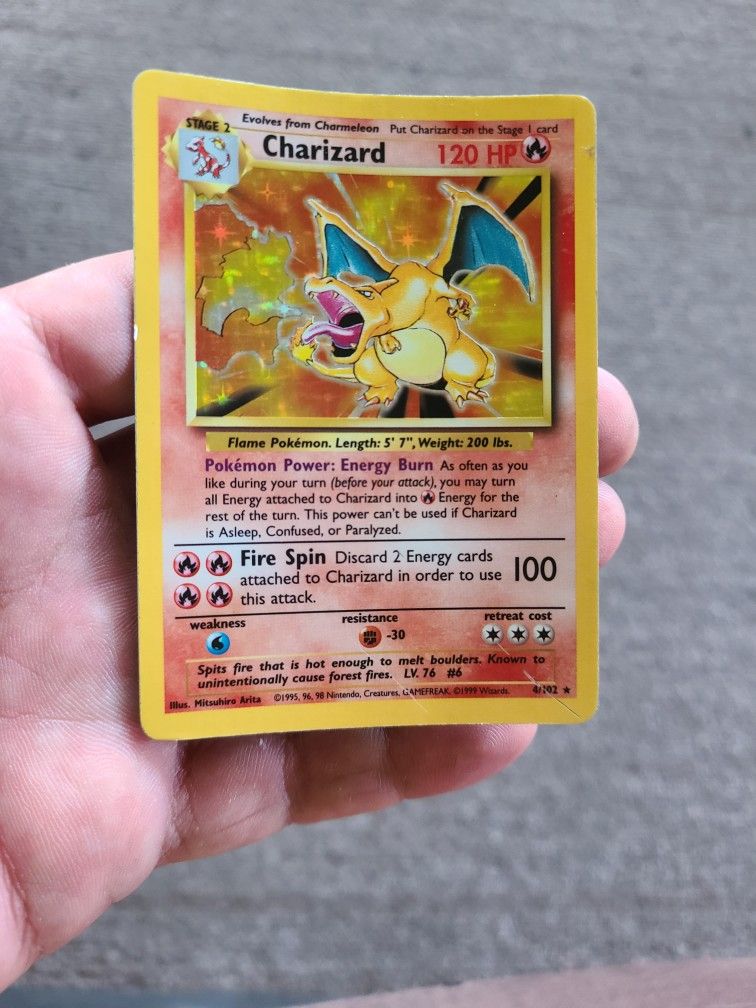 STAGE 2
Evolves from Charmeleon Put Charizard on the Stage 1 card
Charizard 120 HP
Flame Pokémon. Length: 5' 7", Weight: 200 lbs.
Pokémon Power: Energy Burn As often as you
like during your turn (before your attack), you may turn
all Energy attached to Charizard into Energy for the
rest of the turn. This power can't be used if Charizard
is Asleep, Confused, or Paralyzed.
Fire Spin Discard 2 Energy cards
attached to Charizard in order to use 100
this attack.
weakness resistance retreat cost
-30
Spits fire that is hot enough to melt boulders. Known to
unintentionally cause forest fires. LV. 76 #6
Illus. Mitsuhiro Arita ©1995, 96, 98 Nintendo, Creatures, GAMEFREAK. ©1999 Wizards. 4/102 ★